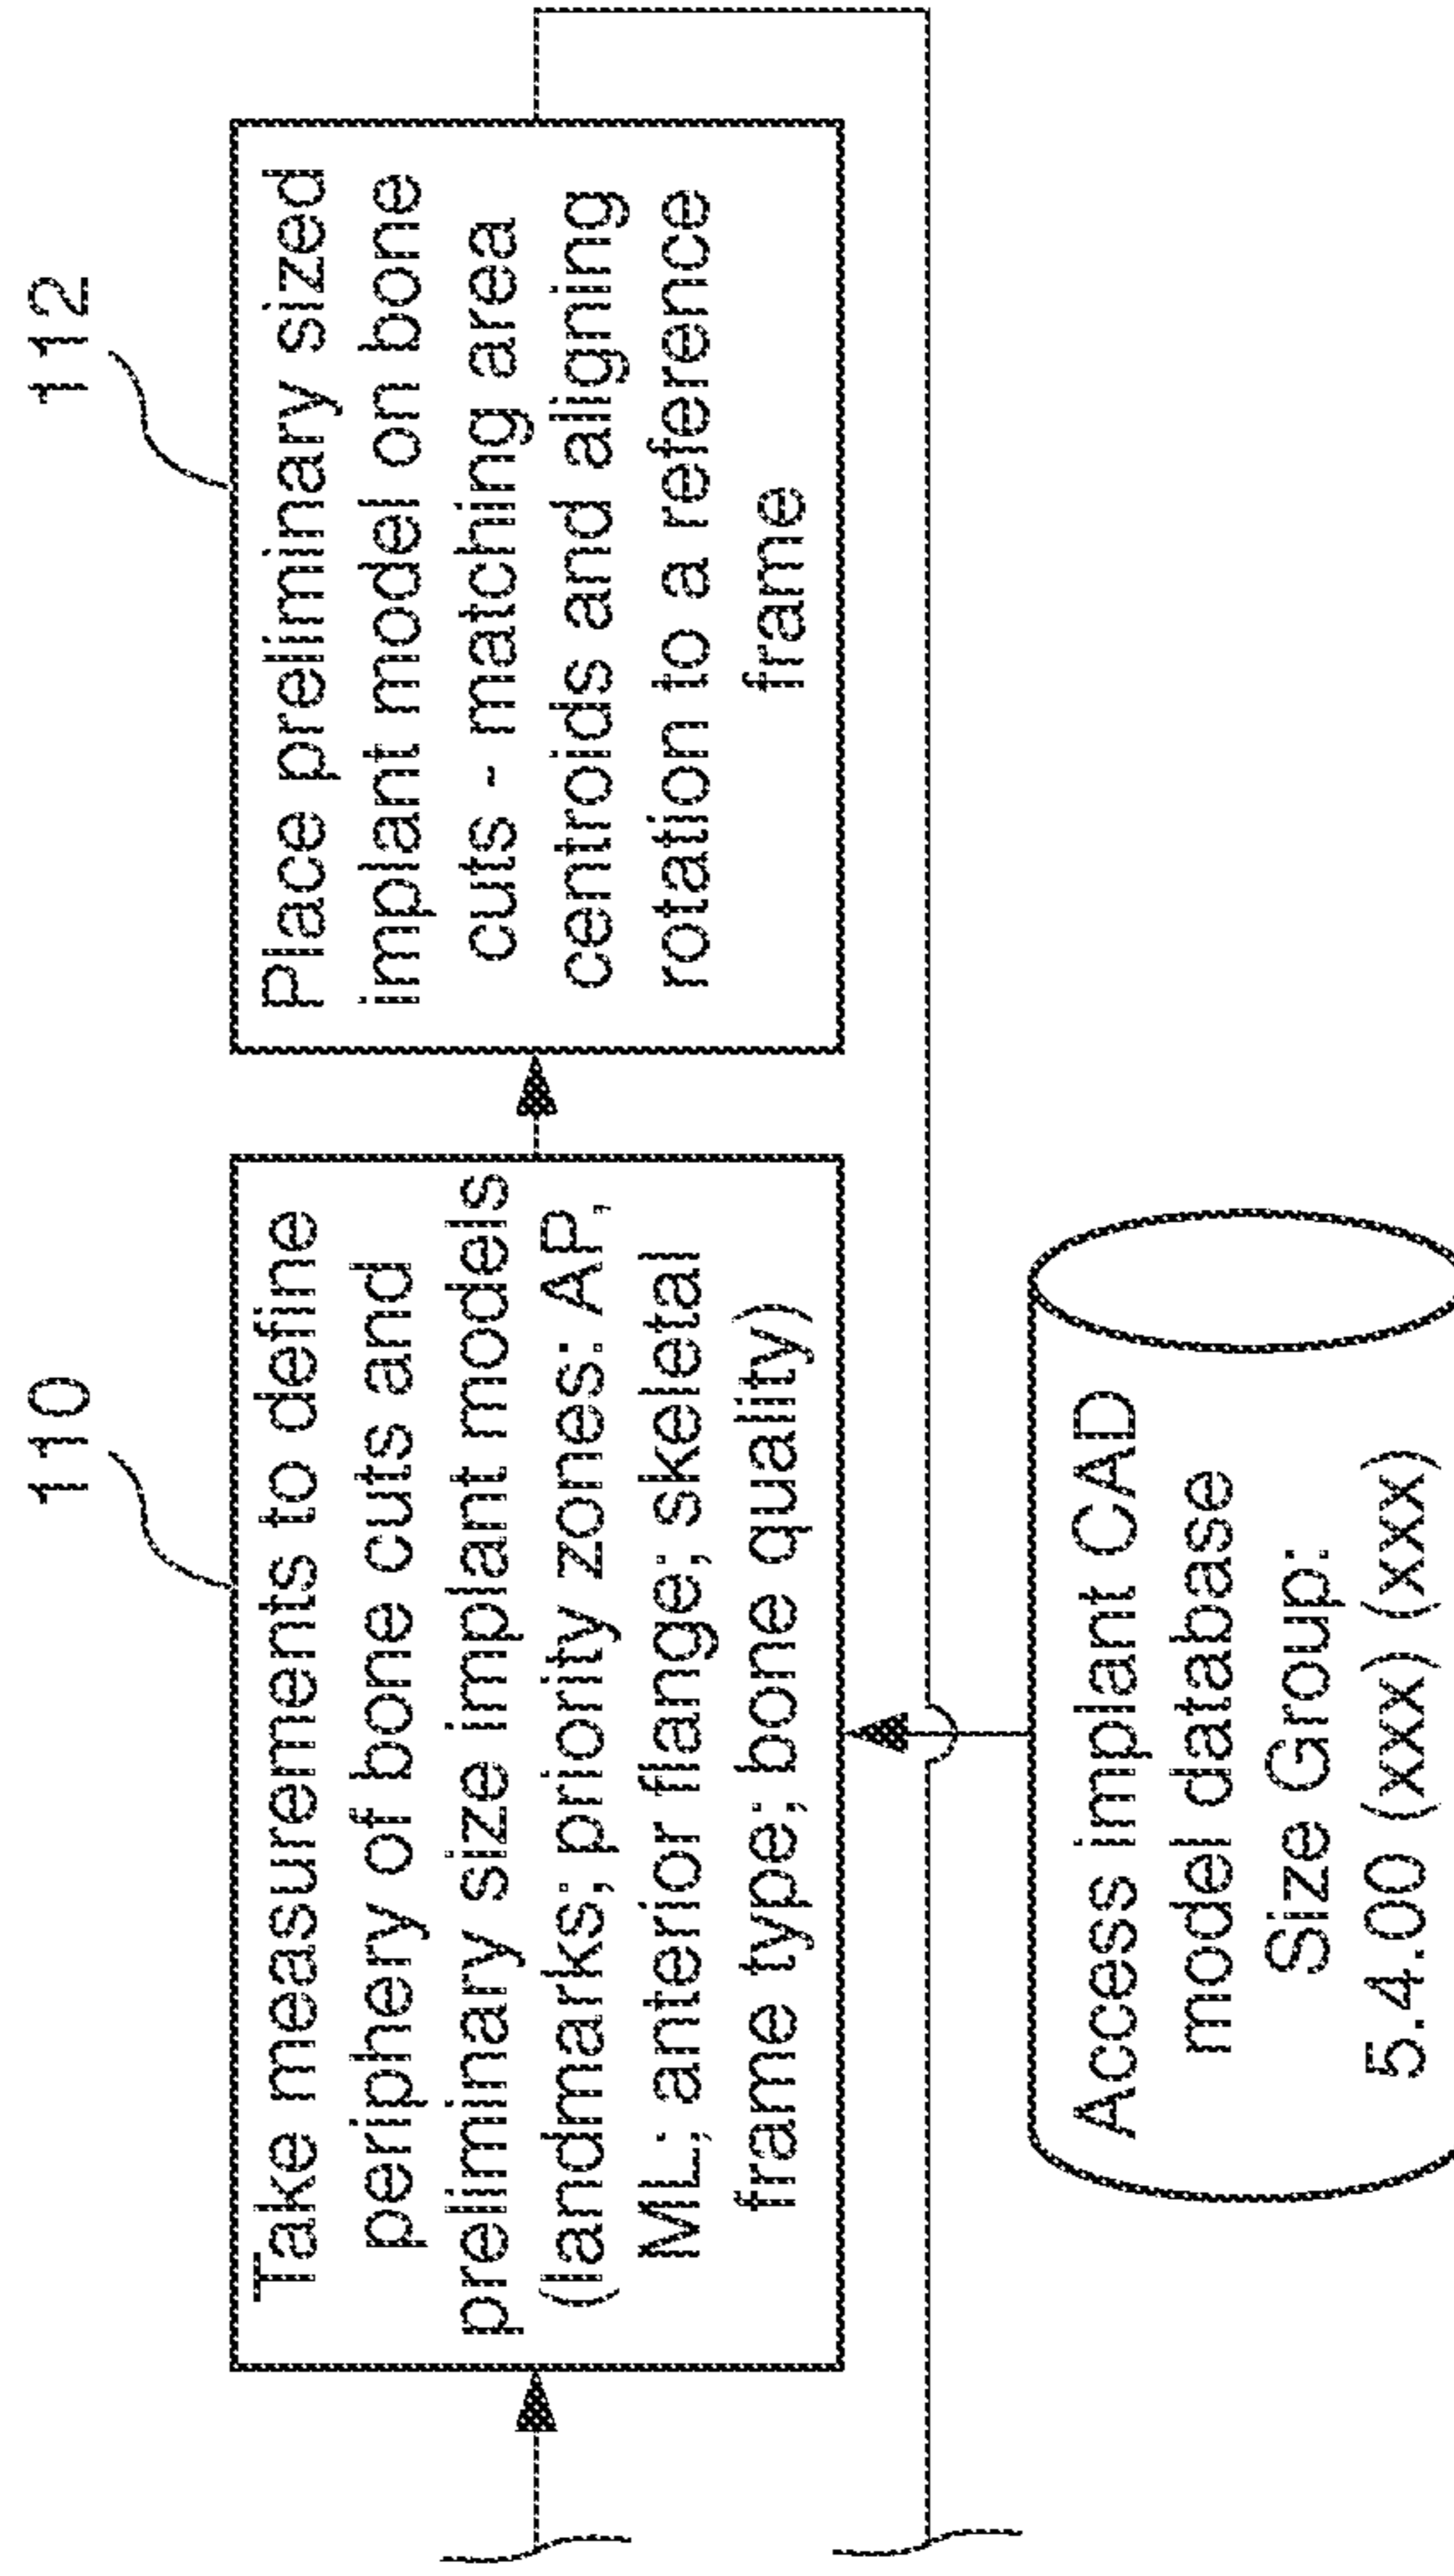 110
Take measurements to define
periphery of bone cuts and
preliminary size implant models
(landmarks; priority zones: AP,
ML; anterior flange; skeletal
frame type; bone quality)
112
Place preliminary sized
implant model on bone
cuts - matching area
centroids and aligning
rotation to a reference
frame
Access implant CAD
model database
Size Group:
5.4.00 (xxx) (xxx)